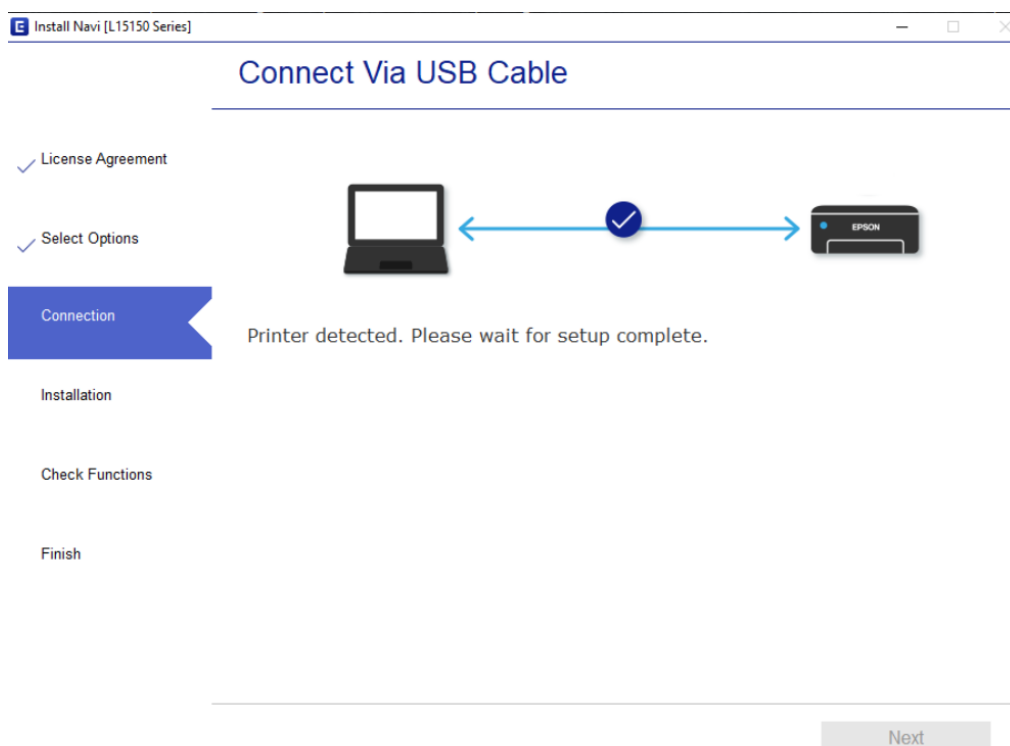 Install Navi [L15150 Series]
Connect Via USB Cable
License Agreement
Select Options
Connection
Installation
Check Functions
Finish
EPSON
Printer detected. Please wait for setup complete.
Next